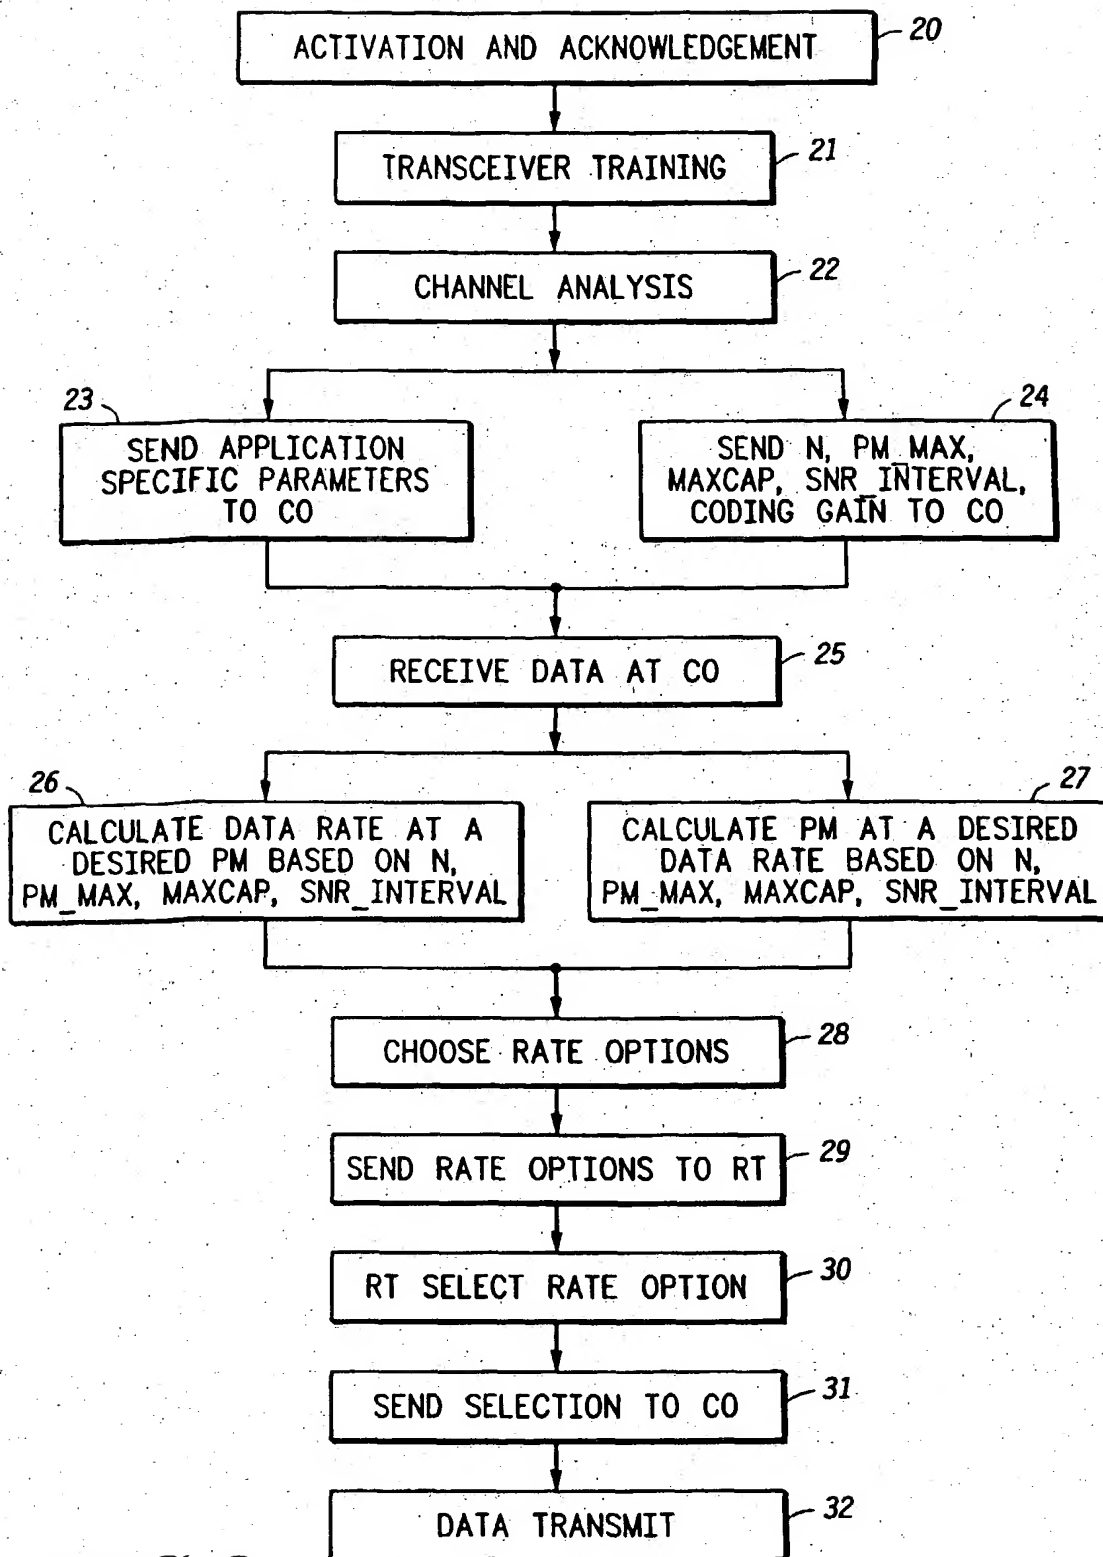 ACTIVATION AND ACKNOWLEDGEMENT
20
TRANSCEIVER TRAINING
21
CHANNEL ANALYSIS
22
23
SEND APPLICATION
SPECIFIC PARAMETERS
TO CO
24
SEND N, PM_MAX,
MAXCAP, SNR_INTERVAL,
CODING GAIN TO CO
RECEIVE DATA AT CO
25
26
CALCULATE DATA RATE AT A
DESIRED PM BASED ON N,
PM_MAX, MAXCAP, SNR_INTERVAL
27
CALCULATE PM AT A DESIRED
DATA RATE BASED ON N,
PM_MAX, MAXCAP, SNR_INTERVAL
CHOOSE RATE OPTIONS
28
SEND RATE OPTIONS TO RT
29
RT SELECT RATE OPTION
30
SEND SELECTION TO CO
31
DATA TRANSMIT
32